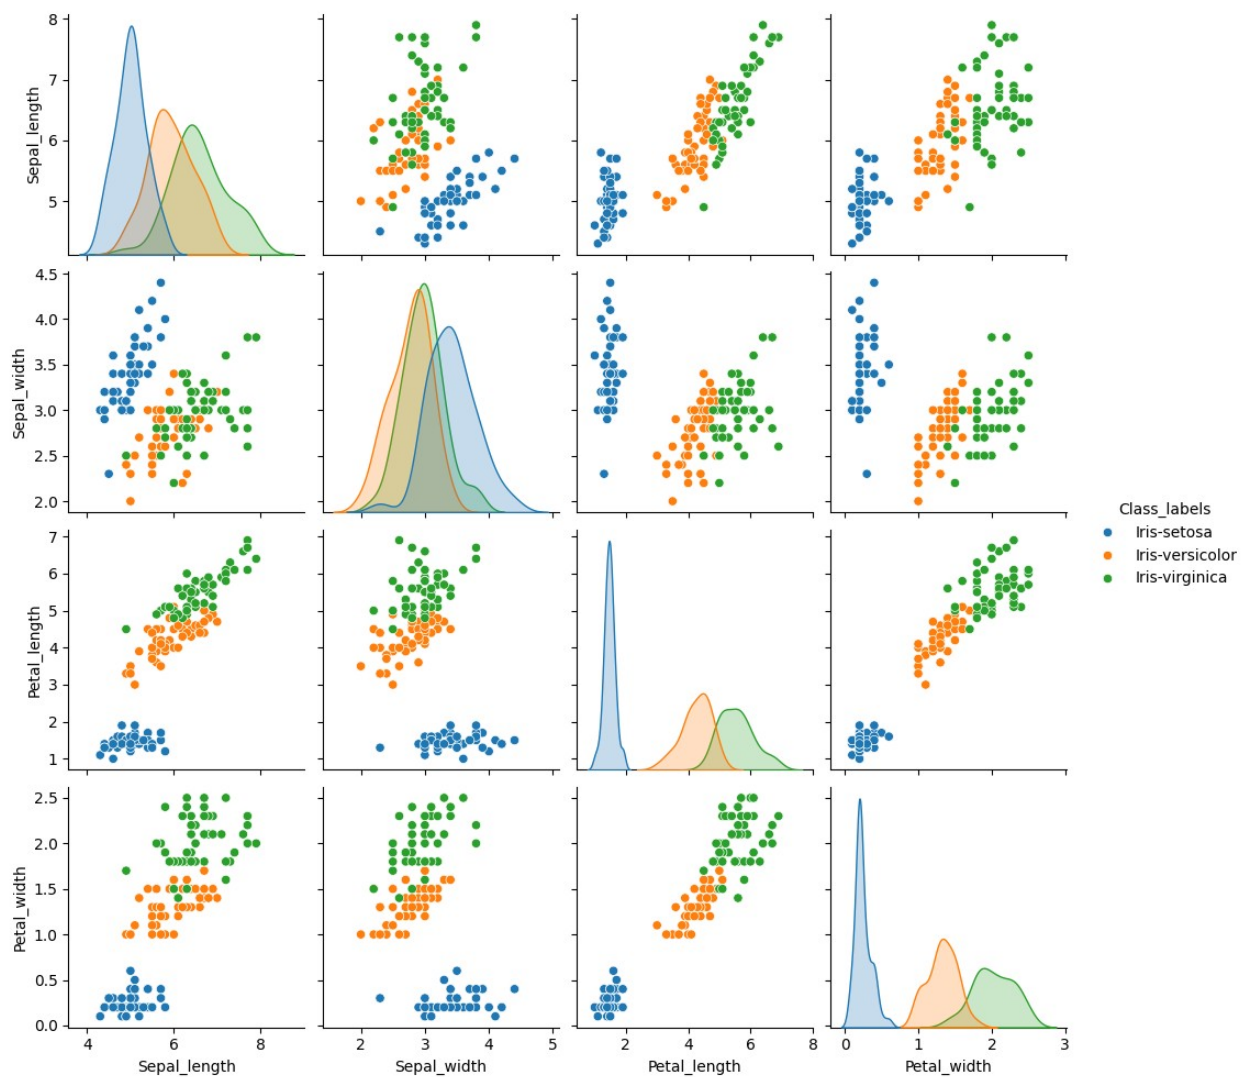 8
7
6
5
Sepal_length
4.5
4.0
3.5
3.0
2.5
2.0
Sepal_width
Class_labels
Iris-setosa
Iris-versicolor
Iris-virginica
7
6
5
4
3
2
1
Petal_length
2.5
2.0
1.5
1.0
0.5
0.0
Petal_width
4 6 8
2 3 4 5
2 4 6 8
0 1 2 3
Sepal_length Sepal_width Petal_length Petal_width